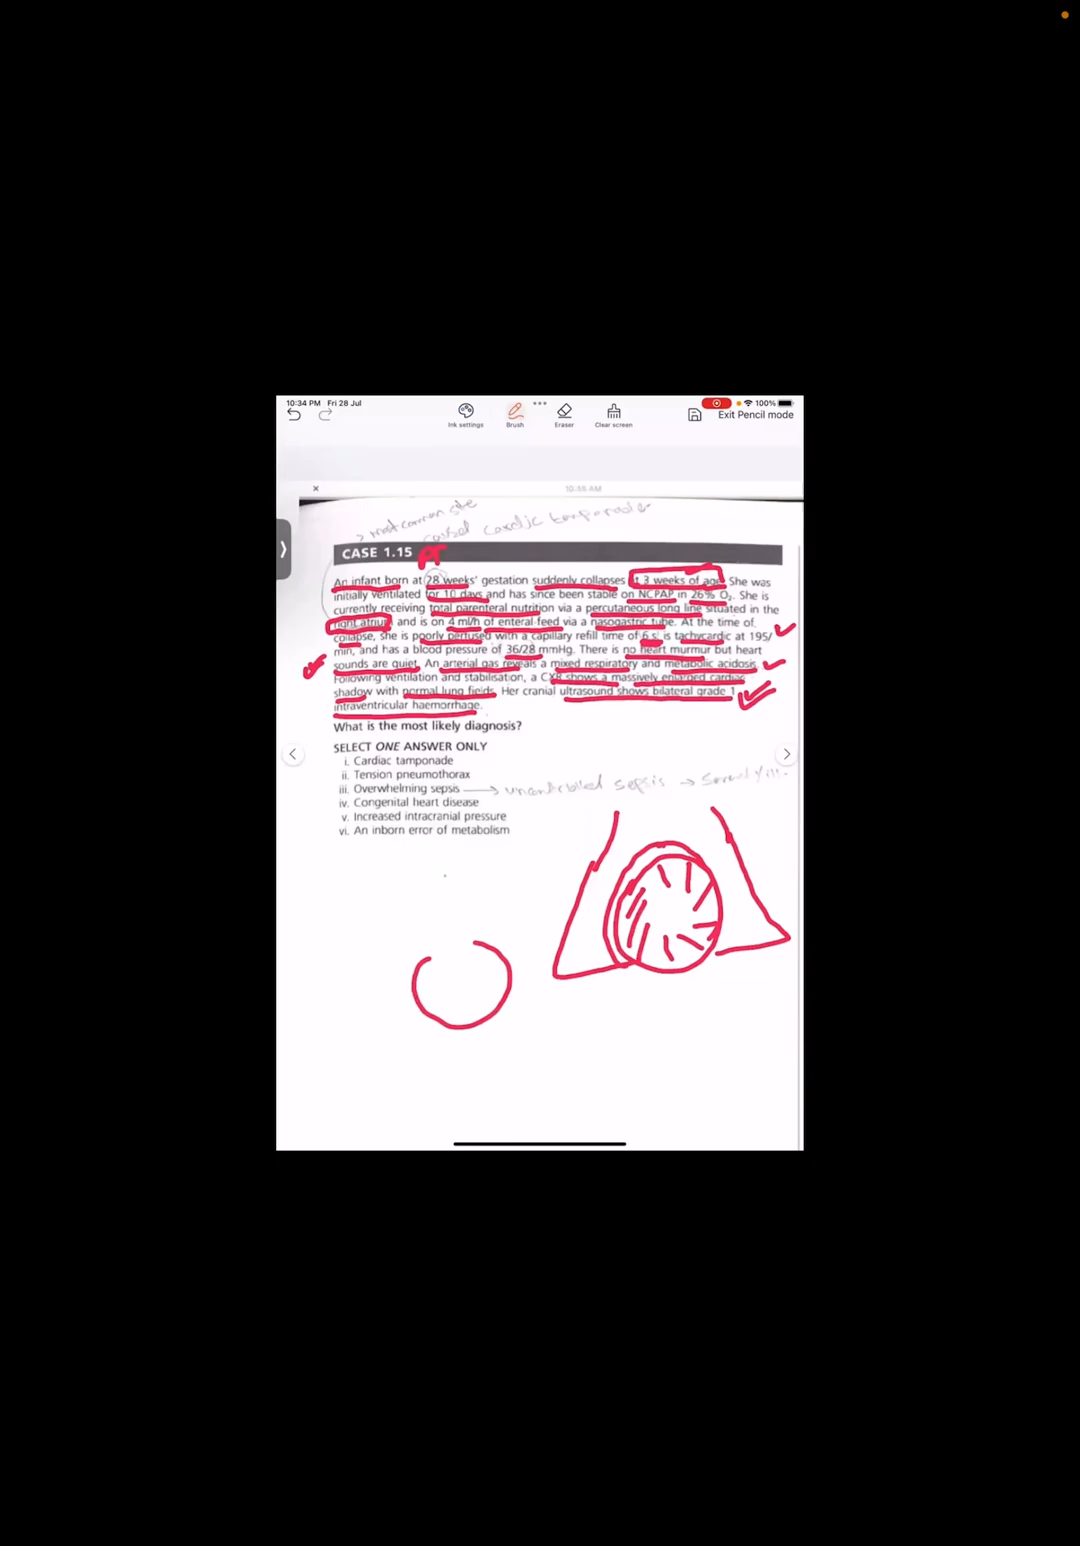 10:34 PM Fri 28 Jul
100%
Ink settings
Brush
Eraser
Clear screen
Exit Pencil mode
10:56 AM
> most common site
caused cardic temponade
CASE 1.15
An infant born at 28 weeks' gestation suddenly collapses at 3 weeks of age. She was
initially ventilated for 10 days and has since been stable on NCPAP in 26% O₂. She is
currently receiving total parenteral nutrition via a percutaneous long line situated in the
right atrium and is on 4 ml/h of enteral feed via a nasogastric tube. At the time of
collapse, she is poorly perfused with a capillary refill time of 6 s, is tachycardic at 195/
min, and has a blood pressure of 36/28 mmHg. There is no heart murmur but heart
sounds are quiet. An arterial gas reveals a mixed respiratory and metabolic acidosis.
Following ventilation and stabilisation, a CXR shows a massively enlarged cardiac
shadow with normal lung fields. Her cranial ultrasound shows bilateral grade 1
intraventricular haemorrhage.
What is the most likely diagnosis?
SELECT ONE ANSWER ONLY
i. Cardiac tamponade
ii. Tension pneumothorax
iii. Overwhelming sepsis → sepsis →
iv. Congenital heart disease
v. Increased intracranial pressure
vi. An inborn error of metabolism